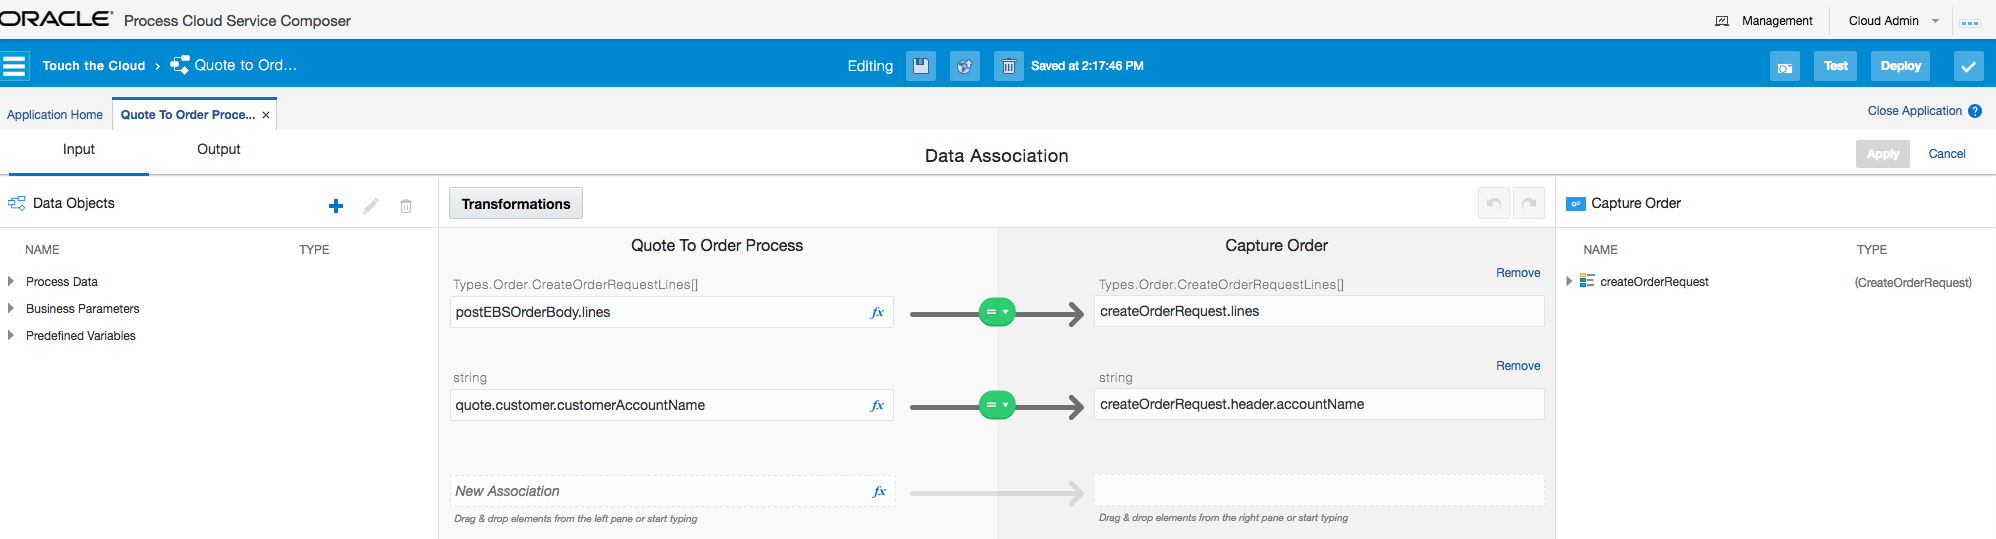 ORACLE® Process Cloud Service Composer
Management
Cloud Admin
Touch the Cloud › Quote to Ord...
Editing
Saved at 2:17:46 PM
Test
Deploy
Application Home
Quote To Order Proce... ×
Close Application ?
Input
Output
Data Association
Apply
Cancel
Data Objects
Transformations
Capture Order
NAME TYPE
Process Data
Business Parameters
Predefined Variables
Quote To Order Process
Capture Order
Remove
Types.Order.CreateOrderRequestLines[]
Types.Order.CreateOrderRequestLines[]
postEBSOrderBody.lines fx
=
createOrderRequest.lines
Remove
string
string
quote.customer.customerAccountName fx
=
createOrderRequest.header.accountName
New Association fx
Drag & drop elements from the left pane or start typing
Drag & drop elements from the right pane or start typing
NAME TYPE
createOrderRequest (CreateOrderRequest)